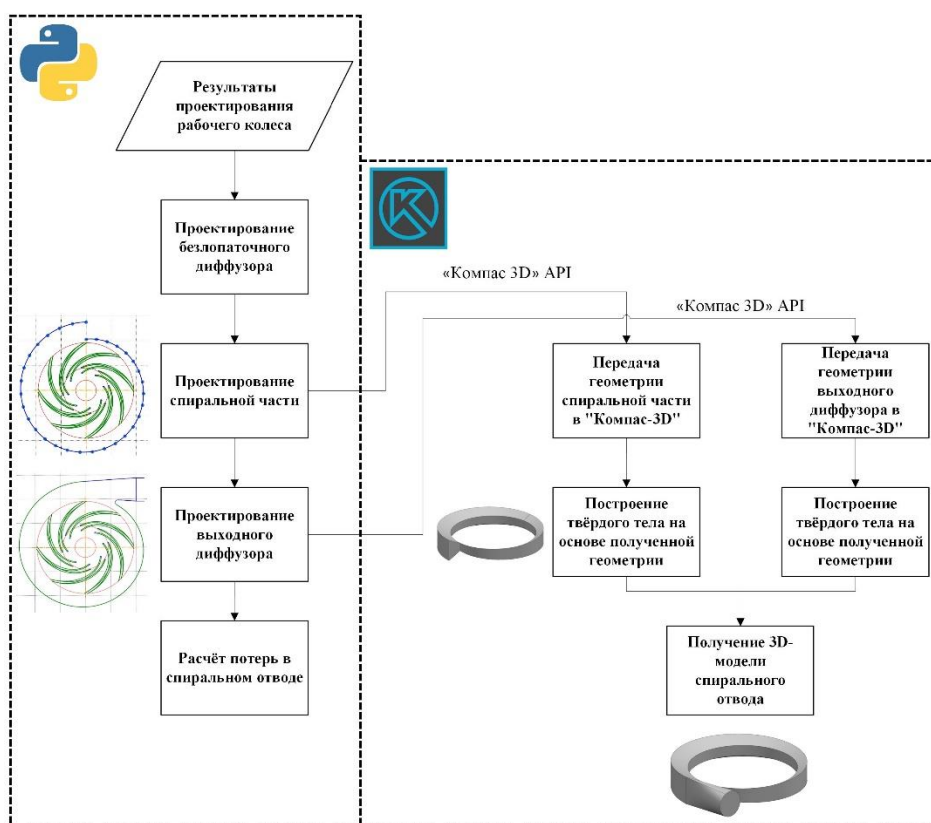 Результаты
проектирования
рабочего колеса
Проектирование
безлопаточного
диффузора
«Компас 3D» API
«Компас 3D» API
Проектирование
спиральной части
Передача
геометрии
спиральной части
в "Компас-3D"
Передача
геометрии
выходного
диффузора в
"Компас-3D"
Проектирование
выходного
диффузора
Построение
твёрдого тела на
основе полученной
геометрии
Построение
твёрдого тела на
основе полученной
геометрии
Расчёт потерь в
спиральном отводе
Получение 3D-
модели
спирального
отвода